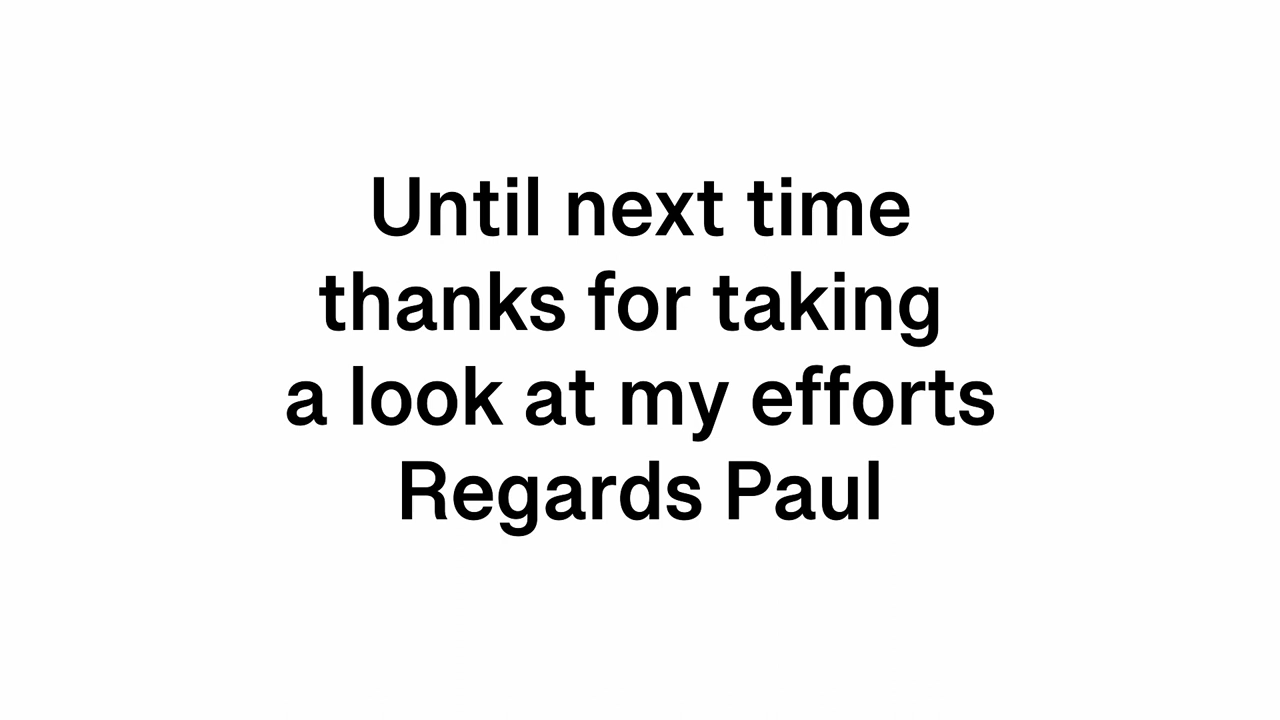 Until next time
thanks for taking
a look at my efforts
Regards Paul